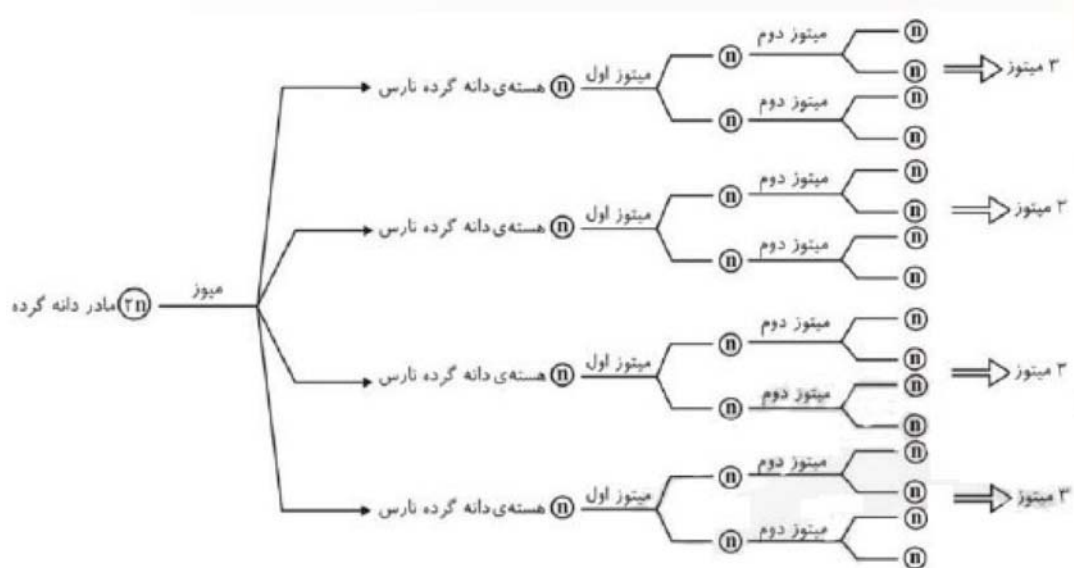 مادر دانه گرده ۲n
میوز
هسته‌ی دانه گرده نارس n
میتوز اول
n
میتوز دوم
n
n
n
میتوز دوم
n
n
۳ میتوز
هسته‌ی دانه گرده نارس n
میتوز اول
n
میتوز دوم
n
n
n
میتوز دوم
n
n
۳ میتوز
هسته‌ی دانه گرده نارس n
میتوز اول
n
میتوز دوم
n
n
n
میتوز دوم
n
n
۳ میتوز
هسته‌ی دانه گرده نارس n
میتوز اول
n
میتوز دوم
n
n
n
میتوز دوم
n
n
۳ میتوز